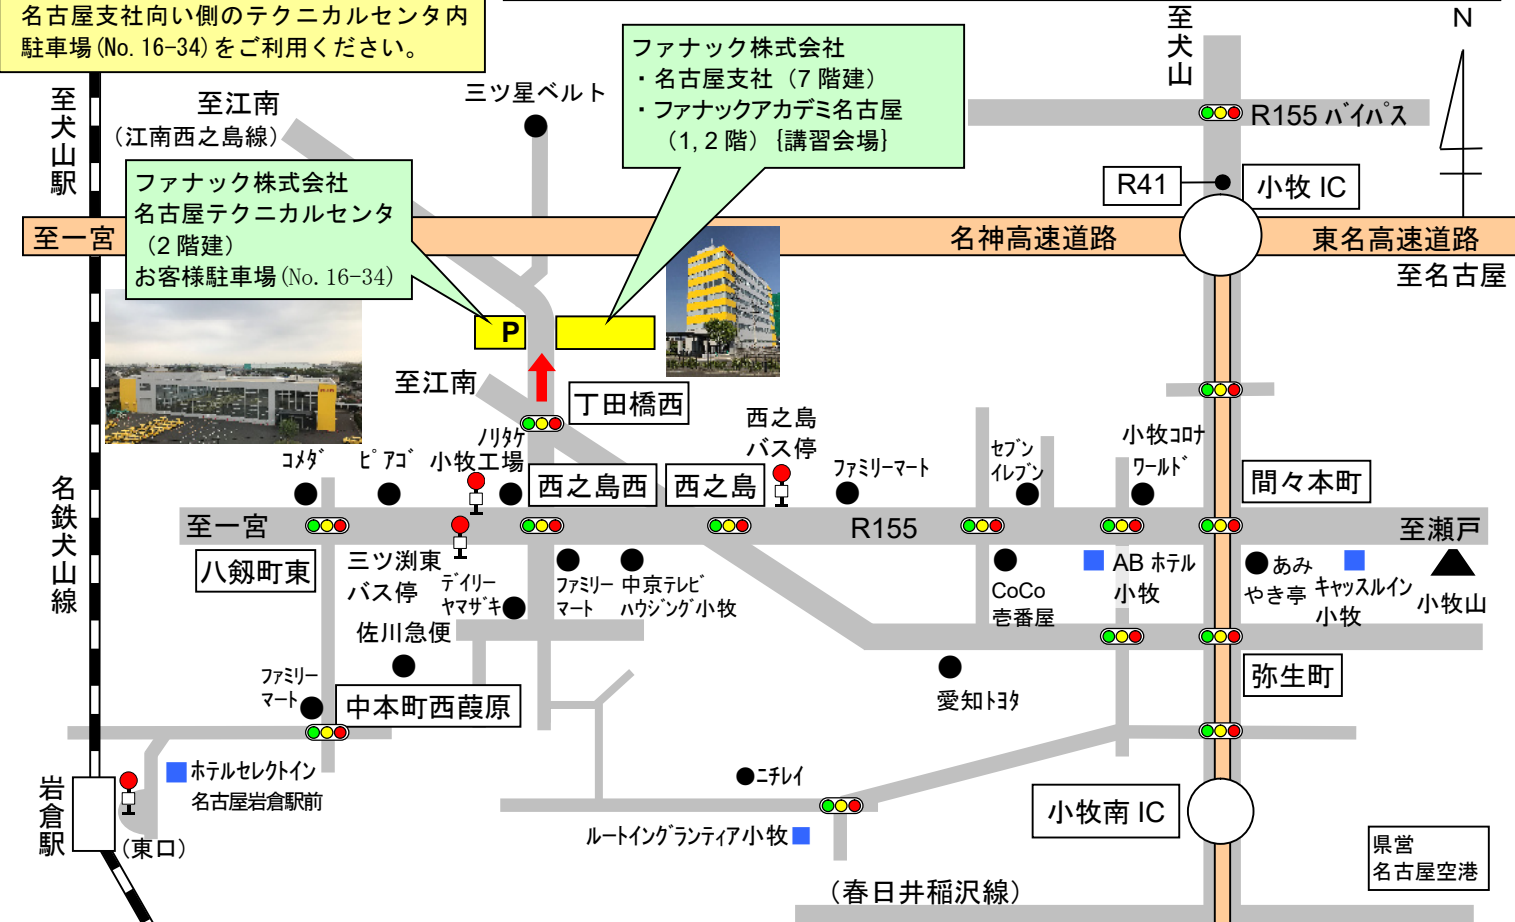 名古屋支社向い側のテクニカルセンタ内
駐車場(No. 16-34)をご利用ください。
至犬山
N
至犬山駅
至江南
(江南西之島線)
三ツ星ベルト
ファナック株式会社
・名古屋支社（7 階建）
・ファナックアカデミ名古屋
（1, 2 階）{講習会場}
R155 バイパス
ファナック株式会社
名古屋テクニカルセンタ
（2 階建）
お客様駐車場(No. 16-34)
R41
小牧 IC
至一宮
名神高速道路
東名高速道路
至名古屋
P
至江南
丁田橋西
西之島
バス停
コメダ
ピアゴ
ノリタケ
小牧工場
西之島西
西之島
ファミリーマート
セブン
イレブン
小牧コロナ
ワールド
間々本町
名鉄犬山線
至一宮
R155
至瀬戸
八剱町東
三ツ渕東
バス停
デイリー
ヤマザキ
ファミリー
マート
中京テレビ
ハウジング小牧
CoCo
壱番屋
AB ホテル
小牧
あみ
やき亭
キャッスルイン
小牧
小牧山
佐川急便
ファミリー
マート
中本町西葭原
愛知トヨタ
弥生町
ホテルセレクトイン
名古屋岩倉駅前
岩倉駅
(東口)
ニチレイ
ルートイングランティア小牧
小牧南 IC
県営
名古屋空港
(春日井稲沢線)